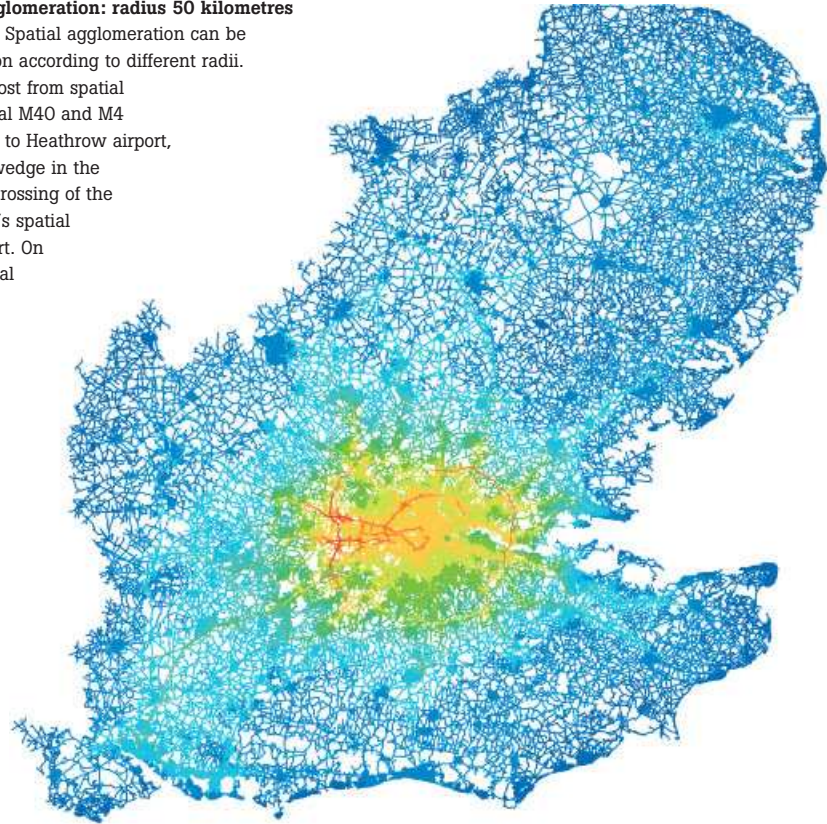 glomeration: radius 50 kilometres
Spatial agglomeration can be
on according to different radii.
ost from spatial
al M40 and M4
to Heathrow airport,
wedge in the
rossing of the
's spatial
rt. On
al